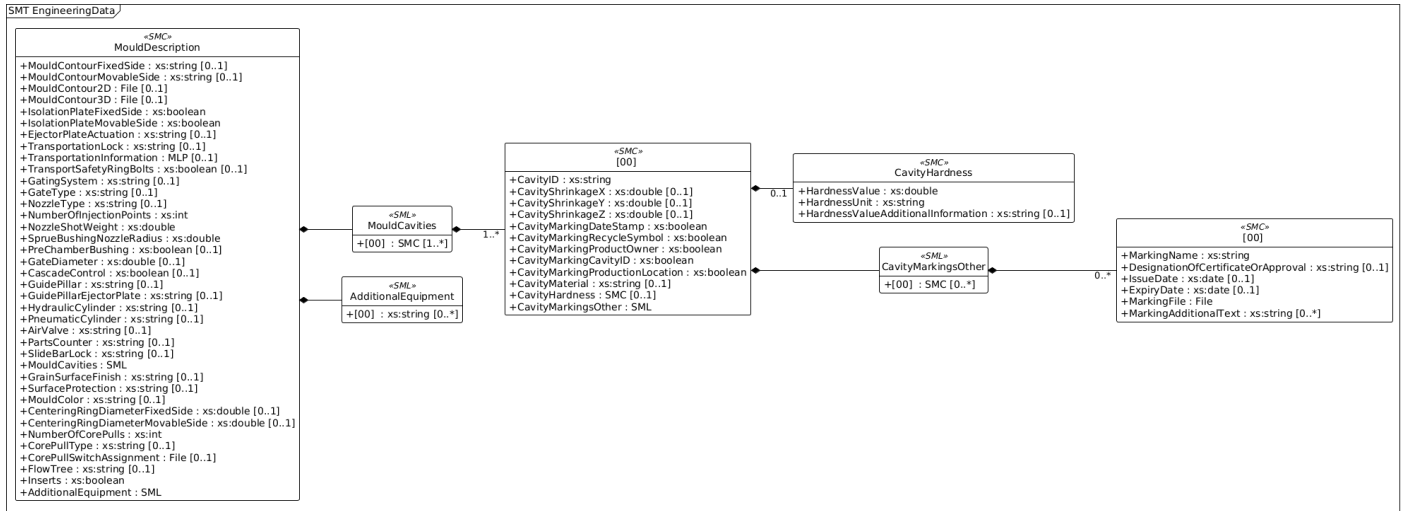 SMT EngineeringData
«SMC»
MouldDescription
+MouldContourFixedSide : xs:string [0..1]
+MouldContourMovableSide : xs:string [0..1]
+MouldContour2D : File [0..1]
+MouldContour3D : File [0..1]
+IsolationPlateFixedSide : xs:boolean
+IsolationPlateMovableSide : xs:boolean
+EjectorPlateActuation : xs:string [0..1]
+TransportationLock : xs:string [0..1]
+TransportationInformation : MLP [0..1]
+TransportSafetyRingBolts : xs:boolean [0..1]
+GatingSystem : xs:string [0..1]
+GateType : xs:string [0..1]
+NozzleType : xs:string [0..1]
+NumberOfInjectionPoints : xs:int
+NozzleShotWeight : xs:double
+SprueBushingNozzleRadius : xs:double
+PreChamberBushing : xs:boolean [0..1]
+GateDiameter : xs:double [0..1]
+CascadeControl : xs:boolean [0..1]
+GuidePillar : xs:string [0..1]
+GuidePillarEjectorPlate : xs:string [0..1]
+HydraulicCylinder : xs:string [0..1]
+PneumaticCylinder : xs:string [0..1]
+AirValve : xs:string [0..1]
+PartsCounter : xs:string [0..1]
+SlideBarLock : xs:string [0..1]
+MouldCavities : SML
+GrainSurfaceFinish : xs:string [0..1]
+SurfaceProtection : xs:string [0..1]
+MouldColor : xs:string [0..1]
+CenteringRingDiameterFixedSide : xs:double [0..1]
+CenteringRingDiameterMovableSide : xs:double [0..1]
+NumberOfCorePulls : xs:int
+CorePullType : xs:string [0..1]
+CorePullSwitchAssignment : File [0..1]
+FlowTree : xs:string [0..1]
+Inserts : xs:boolean
+AdditionalEquipment : SML
«SML»
MouldCavities
+[00] : SMC [1..*]
1..*
«SML»
AdditionalEquipment
+[00] : xs:string [0..*]
«SMC»
[00]
+CavityID : xs:string
+CavityShrinkageX : xs:double [0..1]
+CavityShringkageY : xs:double [0..1]
+CavityShringkageZ : xs:double [0..1]
+CavityMarkingDateStamp : xs:boolean
+CavityMarkingRecycleSymbol : xs:boolean
+CavityMarkingProductOwner : xs:boolean
+CavityMarkingCavityID : xs:boolean
+CavityMarkingProductionLocation : xs:boolean
+CavityMaterial : xs:string [0..1]
+CavityHardness : SMC [0..1]
+CavityMarkingsOther : SML
0..1
«SMC»
CavityHardness
+HardnessValue : xs:double
+HardnessUnit : xs:string
+HardnessValueAdditionalInformation : xs:string [0..1]
«SML»
CavityMarkingsOther
+[00] : SMC [0..*]
0..*
«SMC»
[00]
+MarkingName : xs:string
+DesignationOfCertificateOrApproval : xs:string [0..1]
+IssueDate : xs:date [0..1]
+ExpiryDate : xs:date [0..1]
+MarkingFile : File
+MarkingAdditionalText : xs:string [0..*]